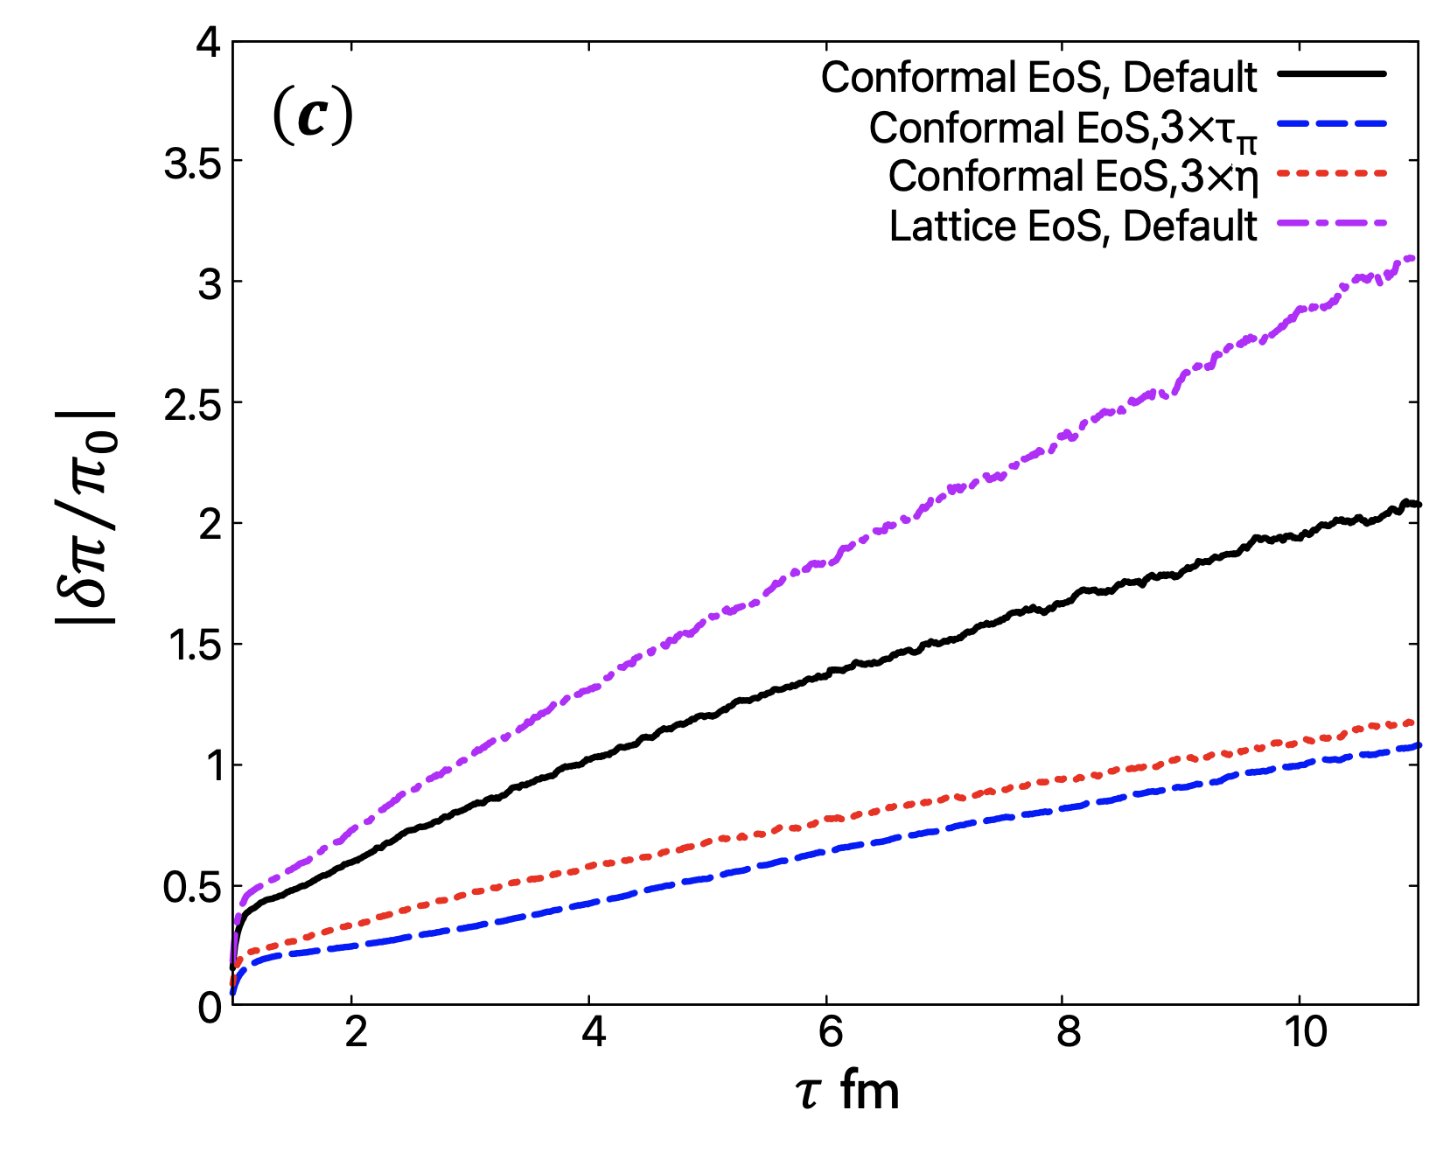 (c)
Conformal EoS, Default
Conformal EoS,3×τπ
Conformal EoS,3×η
Lattice EoS, Default
4
3.5
3
2.5
2
1.5
1
0.5
0
2 4 6 8 10
|δπ/π₀|
τ fm